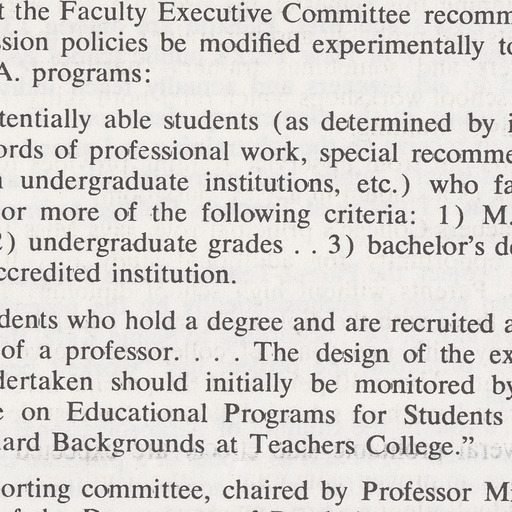 t the Faculty Executive Committee recomm
ssion policies be modified experimentally to
A. programs:
tentially able students (as determined by i
ords of professional work, special recomme
undergraduate institutions, etc.) who fa
or more of the following criteria: 1) M.
2) undergraduate grades . . 3) bachelor's de
ccredited institution.
dents who hold a degree and are recruited a
of a professor. . . . The design of the ex
dertaken should initially be monitored by
e on Educational Programs for Students
dard Backgrounds at Teachers College."
porting committee, chaired by Professor Mi